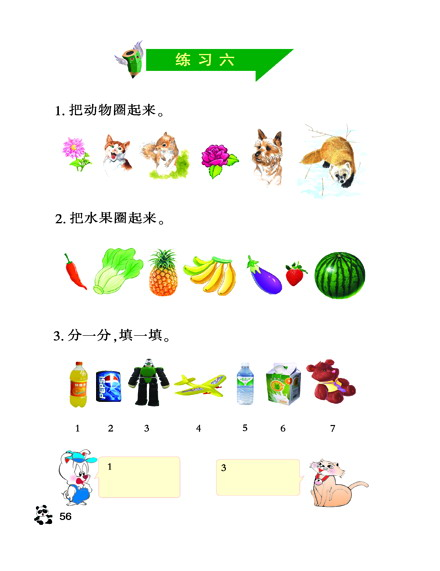 练习六
1. 把动物圈起来。
2. 把水果圈起来。
3. 分一分，填一填。
PEPSI
1 2 3 4 5 6 7
1 3
56